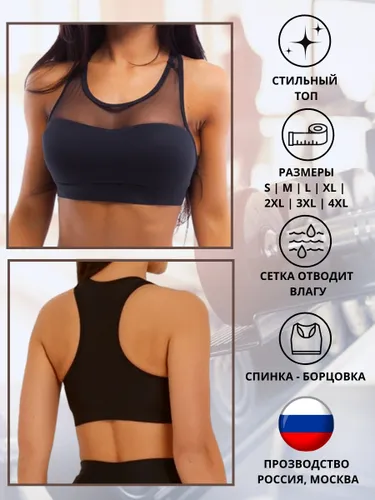 СТИЛЬНЫЙ
ТОП
РАЗМЕРЫ
S | M | L | XL |
2XL | 3XL | 4XL
СЕТКА ОТВОДИТ
ВЛАГУ
СПИНКА - БОРЦОВКА
ПРОЗВОДСТВО
РОССИЯ, МОСКВА